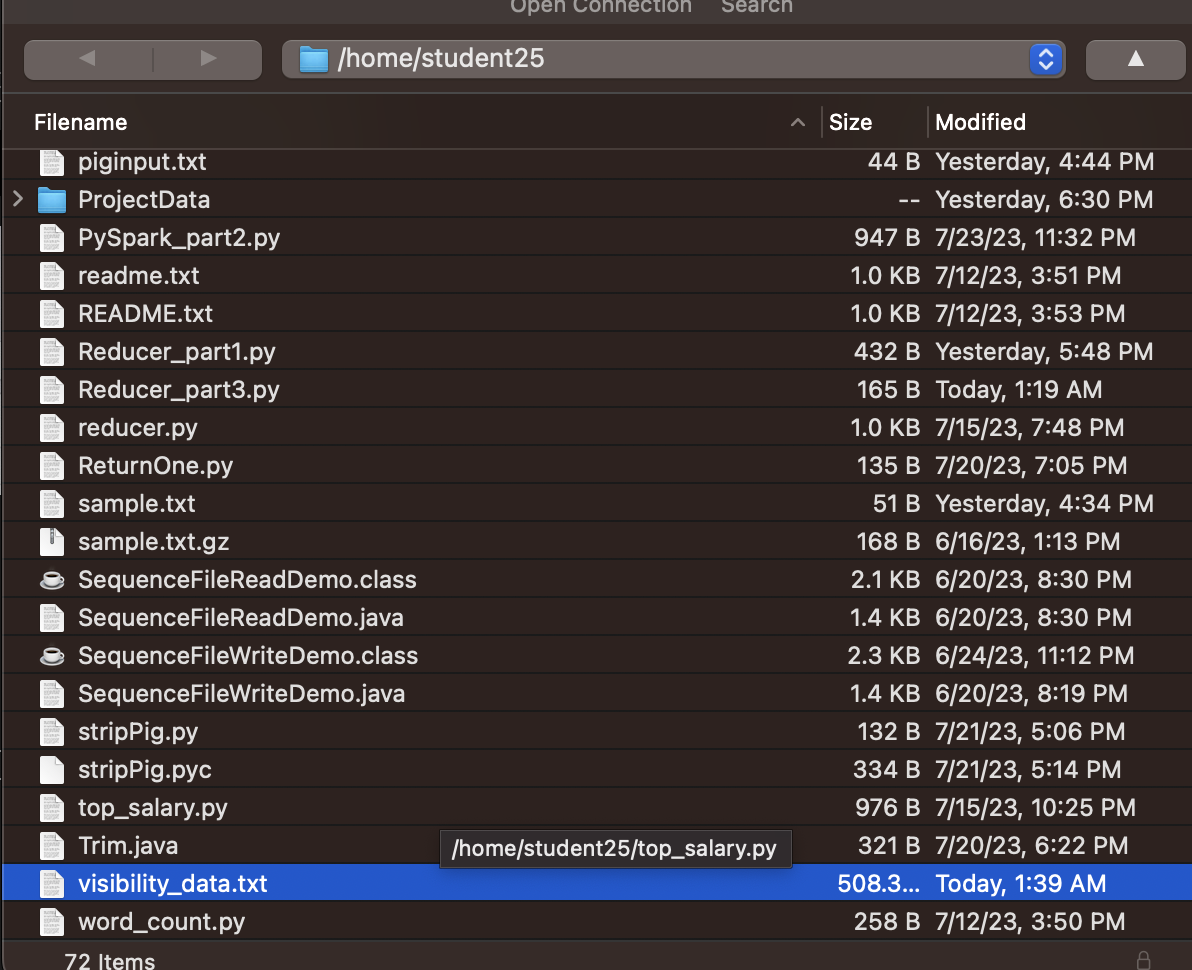 Open Connection Search
/home/student25
Filename Size Modified
piginput.txt 44 B Yesterday, 4:44 PM
ProjectData -- Yesterday, 6:30 PM
PySpark_part2.py 947 B 7/23/23, 11:32 PM
readme.txt 1.0 KB 7/12/23, 3:51 PM
README.txt 1.0 KB 7/12/23, 3:53 PM
Reducer_part1.py 432 B Yesterday, 5:48 PM
Reducer_part3.py 165 B Today, 1:19 AM
reducer.py 1.0 KB 7/15/23, 7:48 PM
ReturnOne.py 135 B 7/20/23, 7:05 PM
sample.txt 51 B Yesterday, 4:34 PM
sample.txt.gz 168 B 6/16/23, 1:13 PM
SequenceFileReadDemo.class 2.1 KB 6/20/23, 8:30 PM
SequenceFileReadDemo.java 1.4 KB 6/20/23, 8:30 PM
SequenceFileWriteDemo.class 2.3 KB 6/24/23, 11:12 PM
SequenceFileWriteDemo.java 1.4 KB 6/20/23, 8:19 PM
stripPig.py 132 B 7/21/23, 5:06 PM
stripPig.pyc 334 B 7/21/23, 5:14 PM
top_salary.py 976 B 7/15/23, 10:25 PM
Trim.java /home/student25/top_salary.py 321 B 7/20/23, 6:22 PM
visibility_data.txt 508.3... Today, 1:39 AM
word_count.py 258 B 7/12/23, 3:50 PM
72 Items